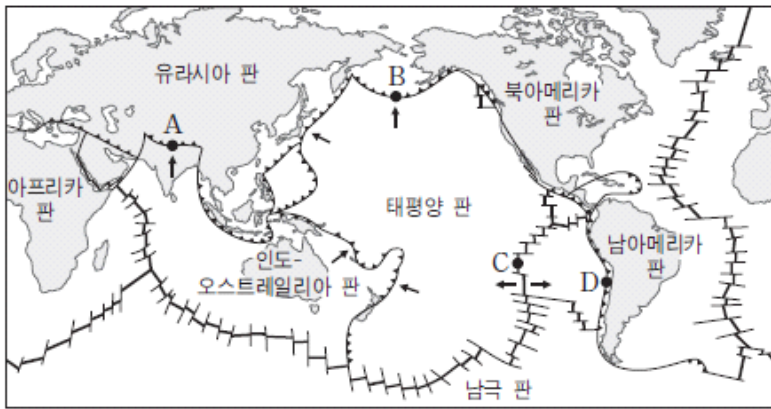 유라시아 판
B
북아메리카
판
A
아프리카
판
태평양 판
인도-
오스트레일리아 판
C
D
남아메리카
판
남극 판